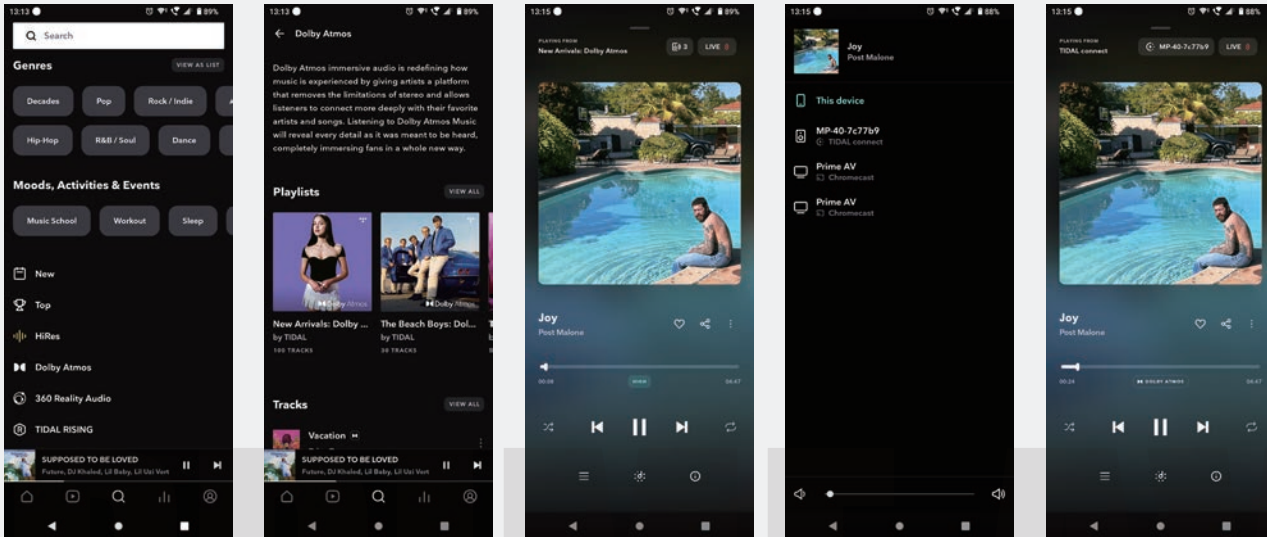 13:13
89%
Search
Genres
VIEW AS LIST
Decades
Pop
Rock / Indie
Hip-Hop
R&B / Soul
Dance
Moods, Activities & Events
Music School
Workout
Sleep
New
Top
HiRes
Dolby Atmos
360 Reality Audio
TIDAL RISING
SUPPOSED TO BE LOVED
Future, DJ Khaled, Lil Baby, Lil Uzi Vert
13:13
89%
Dolby Atmos
Dolby Atmos immersive audio is redefining how
music is experienced by giving artists a platform
that removes the limitations of stereo and allows
listeners to connect more deeply with their favorite
artists and songs. Listening to Dolby Atmos Music
will reveal every detail as it was meant to be heard,
completely immersing fans in a whole new way.
Playlists
VIEW ALL
Dolby Atmos
Dolby Atmos
New Arrivals: Dolby ...
by TIDAL
105 TRACKS
The Beach Boys: Dol...
by TIDAL
30 TRACKS
Tracks
VIEW ALL
Vacation
SUPPOSED TO BE LOVED
Future, DJ Khaled, Lil Baby, Lil Uzi Vert
13:15
89%
PLAYING FROM
New Arrivals: Dolby Atmos
3
LIVE
Joy
Post Malone
00:08
HIGH
04:47
13:15
88%
Joy
Post Malone
This device
MP-40-7c77b9
TIDAL connect
Prime AV
Chromecast
Prime AV
Chromecast
13:15
88%
PLAYING FROM
TIDAL connect
MP-40-7c77b9
LIVE
Joy
Post Malone
00:24
DOLBY ATMOS
04:47